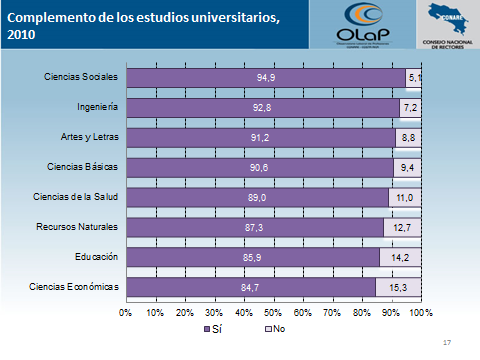 Complemento de los estudios universitarios,
2010
OLaP
CONARE
CONSEJO NACIONAL
DE RECTORES
Ciencias Sociales 94,9 5,1
Ingeniería 92,8 7,2
Artes y Letras 91,2 8,8
Ciencias Básicas 90,6 9,4
Ciencias de la Salud 89,0 11,0
Recursos Naturales 87,3 12,7
Educación 85,9 14,2
Ciencias Económicas 84,7 15,3
0% 10% 20% 30% 40% 50% 60% 70% 80% 90% 100%
Sí No
17